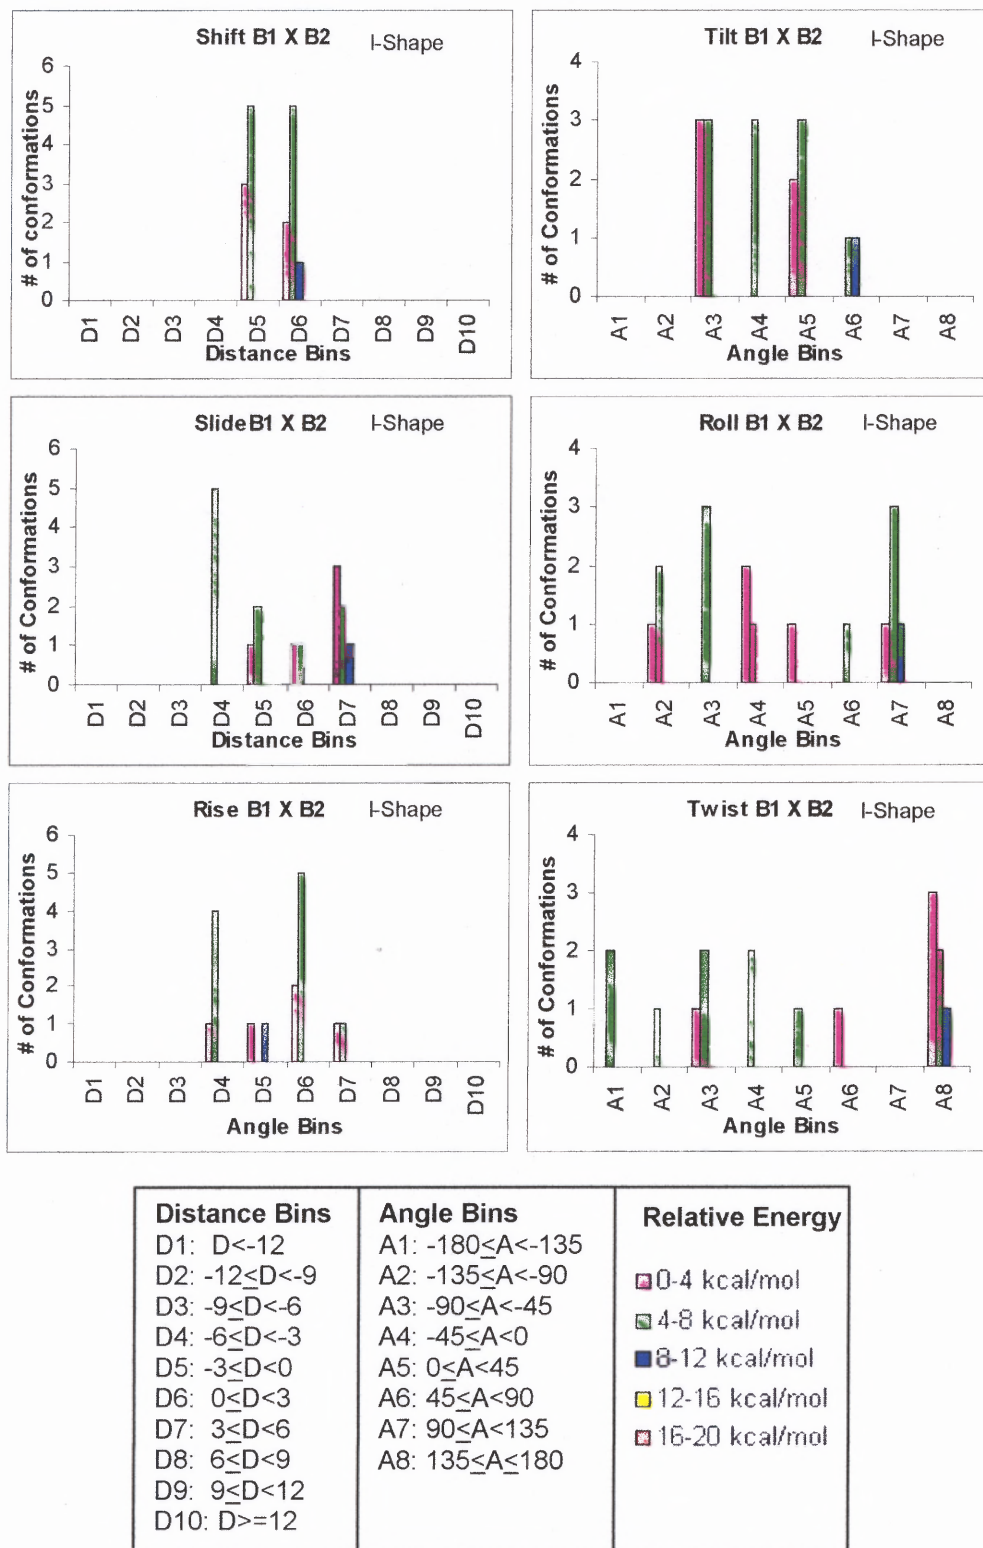 Shift B1 X B2 I-Shape
# of conformations
6
5
4
3
2
1
0
D1 D2 D3 D4 D5 D6 D7 D8 D9 D10
Distance Bins
Tilt B1 X B2 I-Shape
# of Conformations
4
3
2
1
0
A1 A2 A3 A4 A5 A6 A7 A8
Angle Bins
SlideB1 X B2 I-Shape
# of Conformations
6
5
4
3
2
1
0
D1 D2 D3 D4 D5 D6 D7 D8 D9 D10
Distance Bins
Roll B1 X B2 I-Shape
# of Conformations
4
3
2
1
0
A1 A2 A3 A4 A5 A6 A7 A8
Angle Bins
Rise B1 X B2 I-Shape
# of Conformations
6
5
4
3
2
1
0
D1 D2 D3 D4 D5 D6 D7 D8 D9 D10
Angle Bins
Twist B1 X B2 I-Shape
# of Conformations
4
3
2
1
0
A1 A2 A3 A4 A5 A6 A7 A8
Angle Bins
Distance Bins
D1: D<-12
D2: -12≤D<-9
D3: -9≤D<-6
D4: -6≤D<-3
D5: -3≤D<0
D6: 0≤D<3
D7: 3≤D<6
D8: 6≤D<9
D9: 9≤D<12
D10: D>=12
Angle Bins
A1: -180≤A<-135
A2: -135≤A<-90
A3: -90≤A<-45
A4: -45≤A<0
A5: 0≤A<45
A6: 45≤A<90
A7: 90≤A<135
A8: 135≤A≤180
Relative Energy
0-4 kcal/mol
4-8 kcal/mol
8-12 kcal/mol
12-16 kcal/mol
16-20 kcal/mol